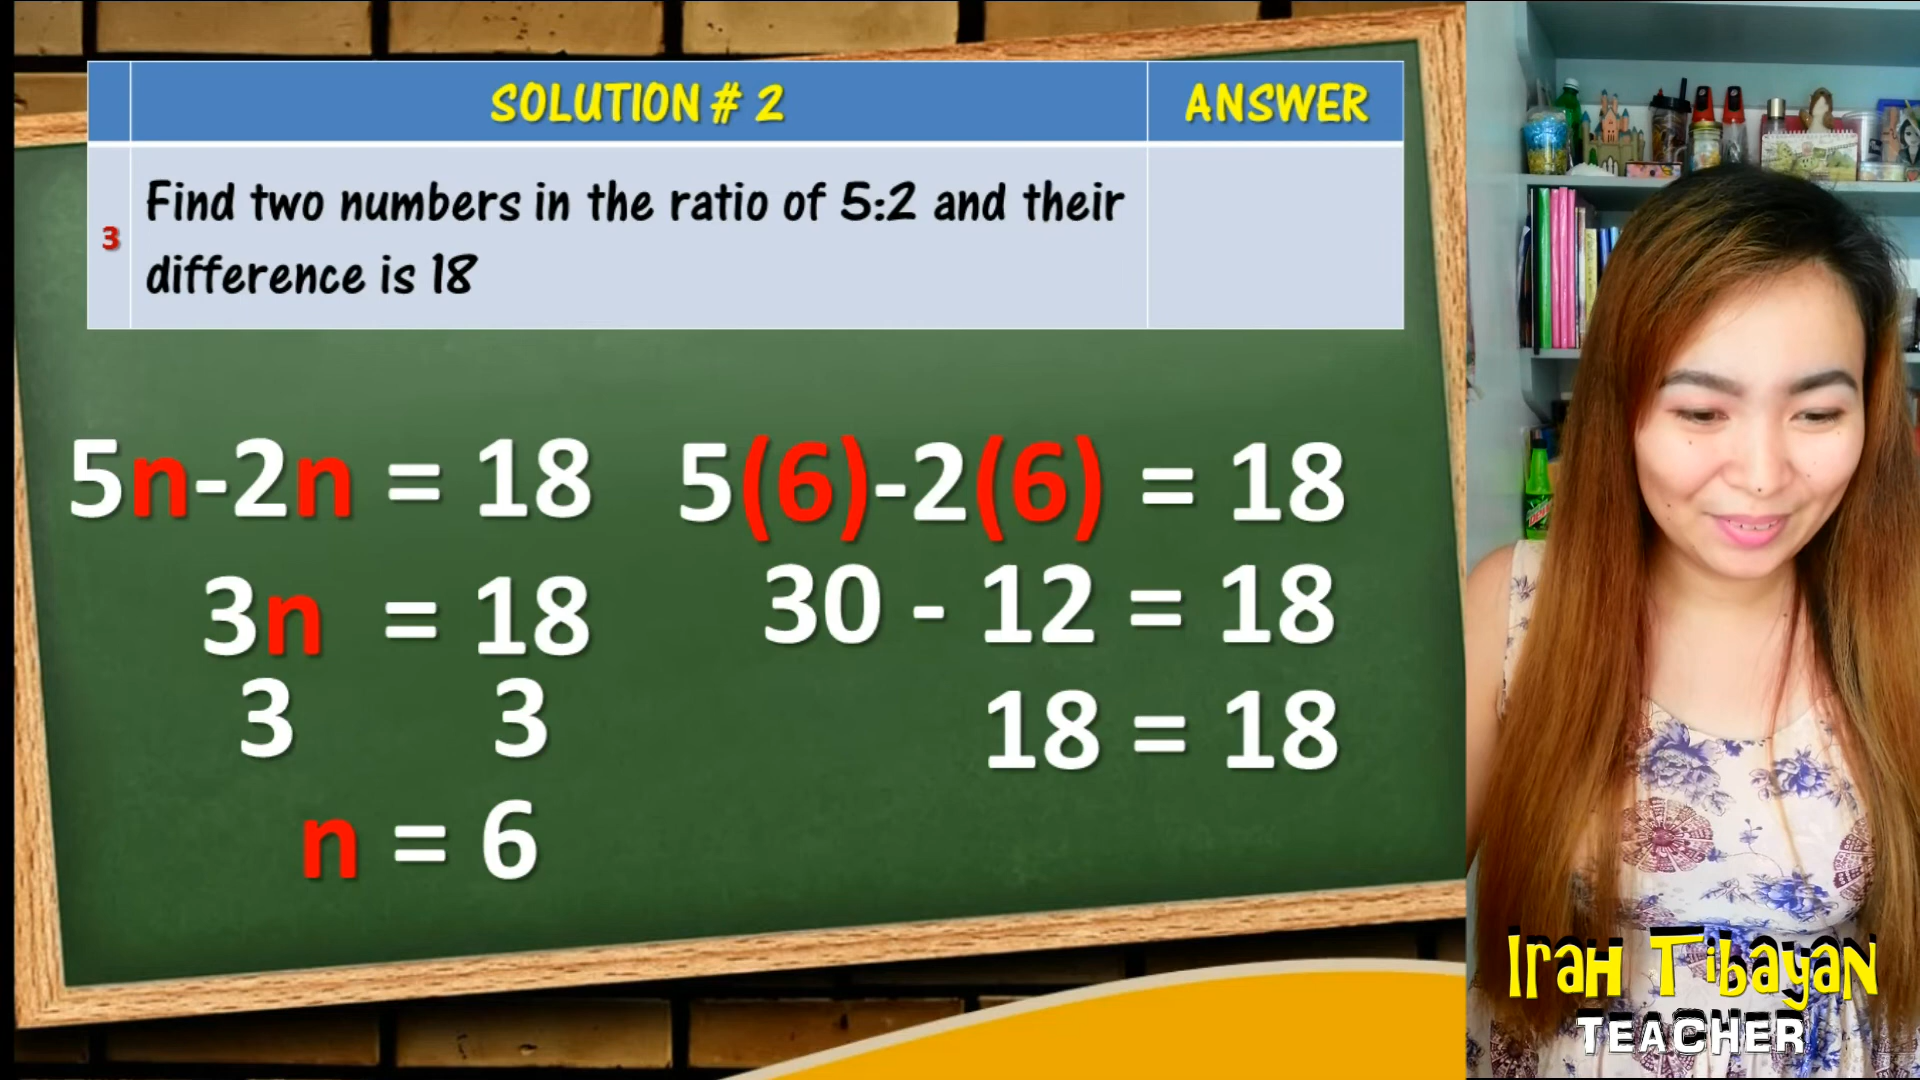 SOLUTION # 2
ANSWER
3
Find two numbers in the ratio of 5:2 and their
difference is 18
5n-2n = 18
3n = 18
3 3
n = 6
5(6)-2(6) = 18
30 - 12 = 18
18 = 18
Irah Tibayan
TEACHER